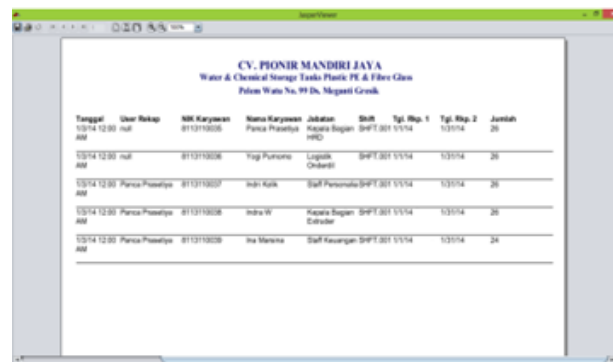 JasperViewer
100%
CV. PIONIR MANDIRI JAYA
Water & Chemical Storage Tanks Plastic PE & Fibre Glass
Pelem Watu No. 99 Ds. Meganti Gresik
Tanggal User Rekap NIK Karyawan Nama Karyawan Jabatan Shift Tgl. Rkp. 1 Tgl. Rkp. 2 Jumlah
1/3/14 12:00 null 8113110035 Panca Prasetiya Kepala Bagian SHFT.001 1/1/14 1/31/14 26
AM HRD
1/3/14 12:00 null 8113110036 Yogi Purnomo Logistik SHFT.001 1/1/14 1/31/14 26
AM Onderdil
1/3/14 12:00 Panca Prasetiya 8113110037 Indri Kelik Staff Personalia SHFT.001 1/1/14 1/31/14 26
AM
1/3/14 12:00 Panca Prasetiya 8113110038 Indra W Kepala Bagian SHFT.001 1/1/14 1/31/14 26
AM Extruder
1/3/14 12:00 Panca Prasetiya 8113110039 Ina Marsina Staff Keuangan SHFT.001 1/1/14 1/31/14 24
AM